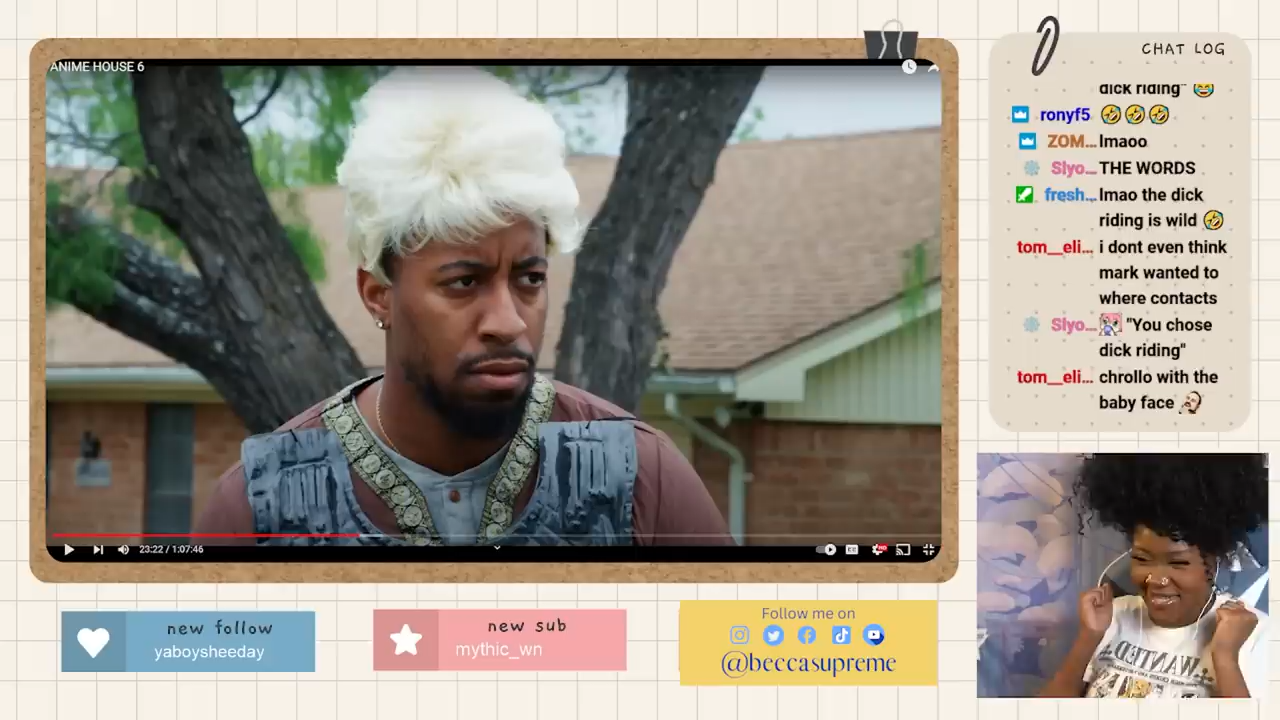 ANIME HOUSE 6
23:22 / 1:07:46
CHAT LOG
dick riding" 😂
ronyf5 🤣🤣🤣
ZOM... lmaoo
Slyo... THE WORDS
fresh... lmao the dick
riding is wild 🤣
tom__eli... i dont even think
mark wanted to
where contacts
Slyo... "You chose
dick riding"
tom__eli... chrollo with the
baby face
new follow
yaboysheeday
new sub
mythic_wn
Follow me on
@beccasupreme
WANTED